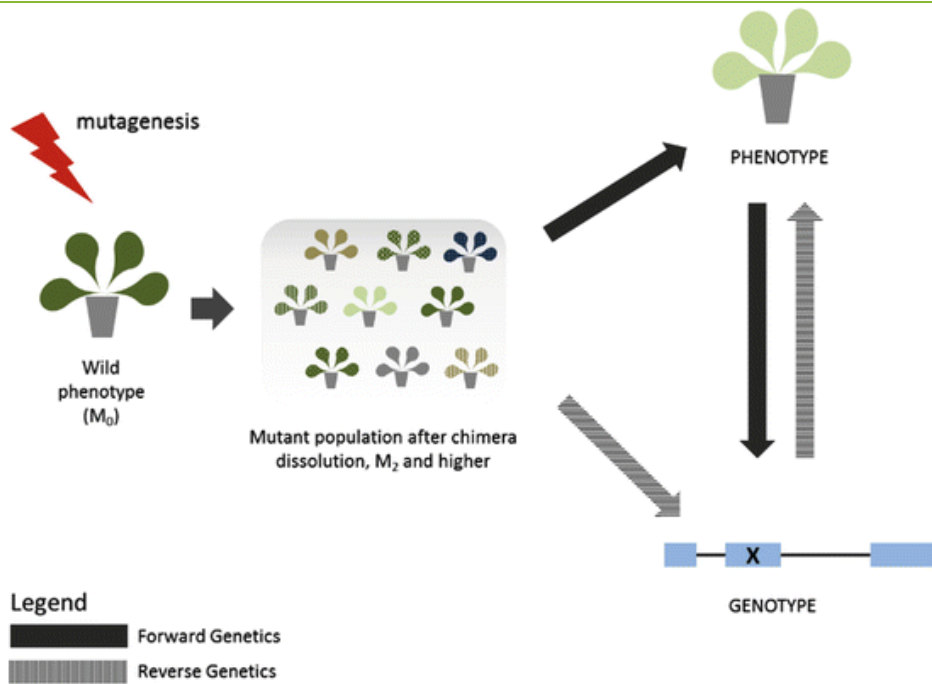 mutagenesis
Wild
phenotype
(M₀)
Mutant population after chimera
dissolution, M₂ and higher
PHENOTYPE
X
GENOTYPE
Legend
Forward Genetics
Reverse Genetics